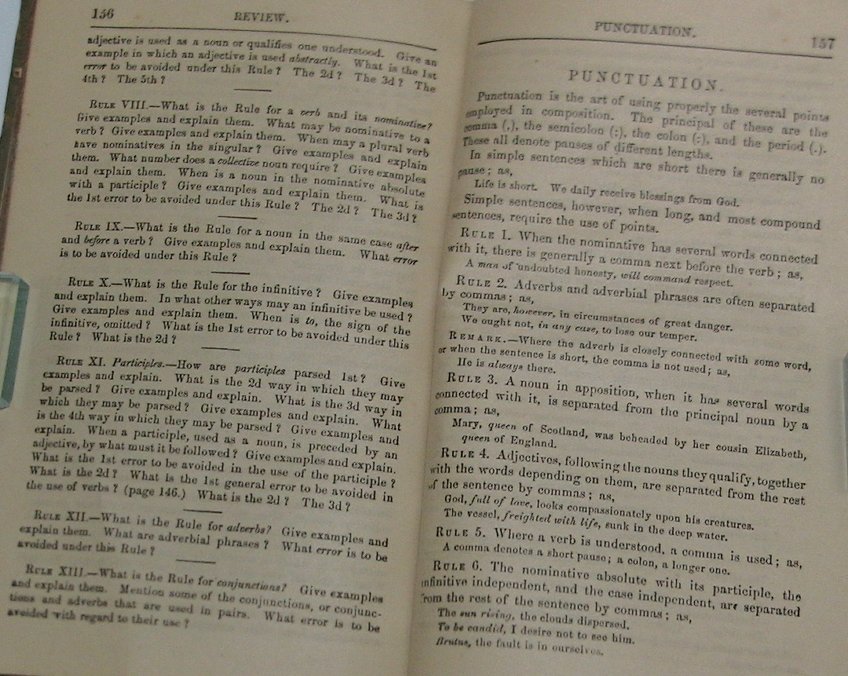 156
REVIEW.
adjective is used as a noun or qualifies one understood. Give an
example in which an adjective is used abstractly. What is the 1st
error to be avoided under this Rule? The 2d? The 3d? The
4th? The 5th?
RULE VIII.—What is the Rule for a verb and its nominative?
Give examples and explain them. What may be nominative to a
verb? Give examples and explain them. When may a plural verb
have nominatives in the singular? Give examples and explain
them. What number does a collective noun require? Give examples
and explain them. When is a noun in the nominative absolute
with a participle? Give examples and explain them. What is
the 1st error to be avoided under this Rule? The 2d? The 3d?
RULE IX.—What is the Rule for a noun in the same case after
and before a verb? Give examples and explain them. What error
is to be avoided under this Rule?
RULE X.—What is the Rule for the infinitive? Give examples
and explain them. In what other ways may an infinitive be used?
Give examples and explain them. When is to, the sign of the
infinitive, omitted? What is the 1st error to be avoided under this
Rule? What is the 2d?
RULE XI. Participles.—How are participles parsed 1st? Give
examples and explain. What is the 2d way in which they may
be parsed? Give examples and explain. What is the 3d way in
which they may be parsed? Give examples and explain. What
is the 4th way in which they may be parsed? Give examples and
explain. When a participle, used as a noun, is preceded by an
adjective, by what must it be followed? Give examples and explain.
What is the 1st error to be avoided in the use of the participle?
What is the 2d? What is the 1st general error to be avoided in
the use of verbs? (page 146.) What is the 2d? The 3d?
RULE XII.—What is the Rule for adverbs? Give examples and
explain them. What are adverbial phrases? What error is to be
avoided under this Rule?
RULE XIII.—What is the Rule for conjunctions? Give examples
and explain them. Mention some of the conjunctions, or conjunc-
tions and adverbs that are used in pairs. What error is to be
avoided with regard to their use?
PUNCTUATION.
157
PUNCTUATION.
Punctuation is the art of using properly the several points
employed in composition. The principal of these are the
comma (,), the semicolon (;), the colon (:), and the period (.).
These all denote pauses of different lengths.
In simple sentences which are short there is generally no
pause; as,
Life is short. We daily receive blessings from God.
Simple sentences, however, when long, and most compound
sentences, require the use of points.
RULE 1. When the nominative has several words connected
with it, there is generally a comma next before the verb; as,
A man of undoubted honesty, will command respect.
RULE 2. Adverbs and adverbial phrases are often separated
by commas; as,
They are, however, in circumstances of great danger.
We ought not, in any case, to lose our temper.
REMARK.—Where the adverb is closely connected with some word,
or when the sentence is short, the comma is not used; as,
He is always there.
RULE 3. A noun in apposition, when it has several words
connected with it, is separated from the principal noun by a
comma; as,
Mary, queen of Scotland, was beheaded by her cousin Elizabeth,
queen of England.
RULE 4. Adjectives, following the nouns they qualify, together
with the words depending on them, are separated from the rest
of the sentence by commas; as,
God, full of love, looks compassionately upon his creatures.
The vessel, freighted with life, sunk in the deep water.
RULE 5. Where a verb is understood, a comma is used; as,
A comma denotes a short pause; a colon, a longer one.
RULE 6. The nominative absolute with its participle, the
infinitive independent, and the case independent, are separated
from the rest of the sentence by commas; as,
The sun rising, the clouds dispersed.
To be candid, I desire not to see him.
Brutus, the fault is in ourselves.